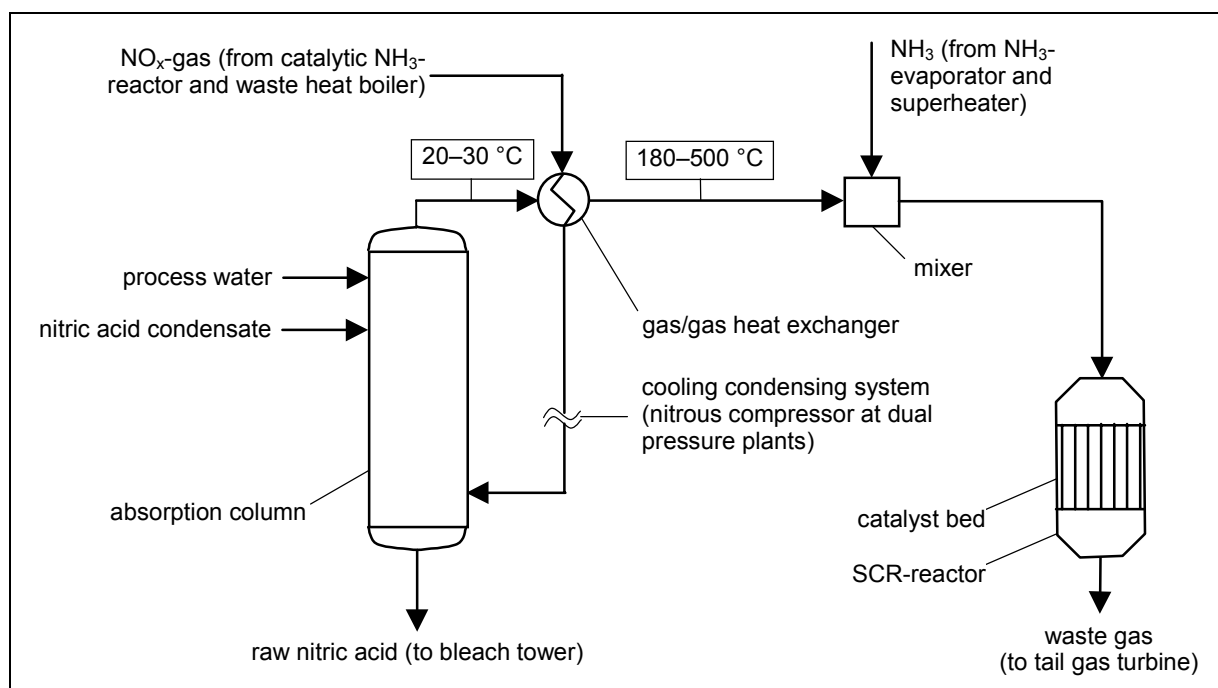 NOx-gas (from catalytic NH3-
reactor and waste heat boiler)
NH3 (from NH3-
evaporator and
superheater)
20–30 °C
180–500 °C
mixer
process water
nitric acid condensate
gas/gas heat exchanger
cooling condensing system
(nitrous compressor at dual
pressure plants)
absorption column
catalyst bed
SCR-reactor
raw nitric acid (to bleach tower)
waste gas
(to tail gas turbine)